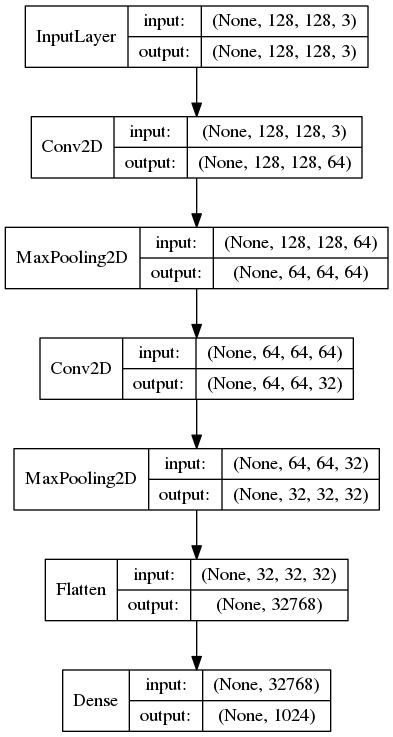 InputLayer
input: (None, 128, 128, 3)
output: (None, 128, 128, 3)
Conv2D
input: (None, 128, 128, 3)
output: (None, 128, 128, 64)
MaxPooling2D
input: (None, 128, 128, 64)
output: (None, 64, 64, 64)
Conv2D
input: (None, 64, 64, 64)
output: (None, 64, 64, 32)
MaxPooling2D
input: (None, 64, 64, 32)
output: (None, 32, 32, 32)
Flatten
input: (None, 32, 32, 32)
output: (None, 32768)
Dense
input: (None, 32768)
output: (None, 1024)